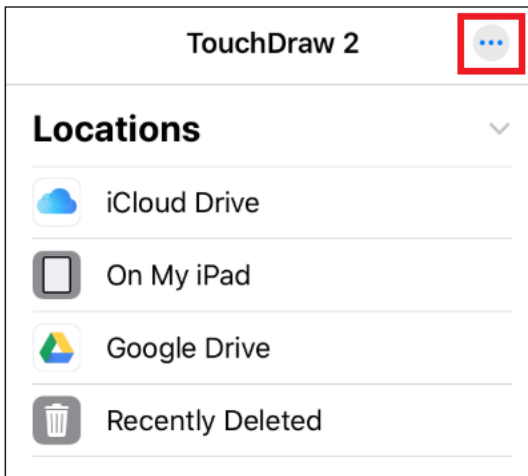 TouchDraw 2
Locations
iCloud Drive
On My iPad
Google Drive
Recently Deleted